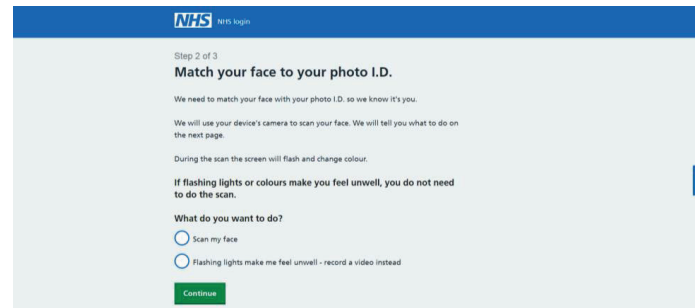 NHS NHS login
Step 2 of 3
Match your face to your photo I.D.
We need to match your face with your photo I.D. so we know it's you.
We will use your device's camera to scan your face. We will tell you what to do on
the next page.
During the scan the screen will flash and change colour.
If flashing lights or colours make you feel unwell, you do not need
to do the scan.
What do you want to do?
Scan my face
Flashing lights make me feel unwell - record a video instead
Continue